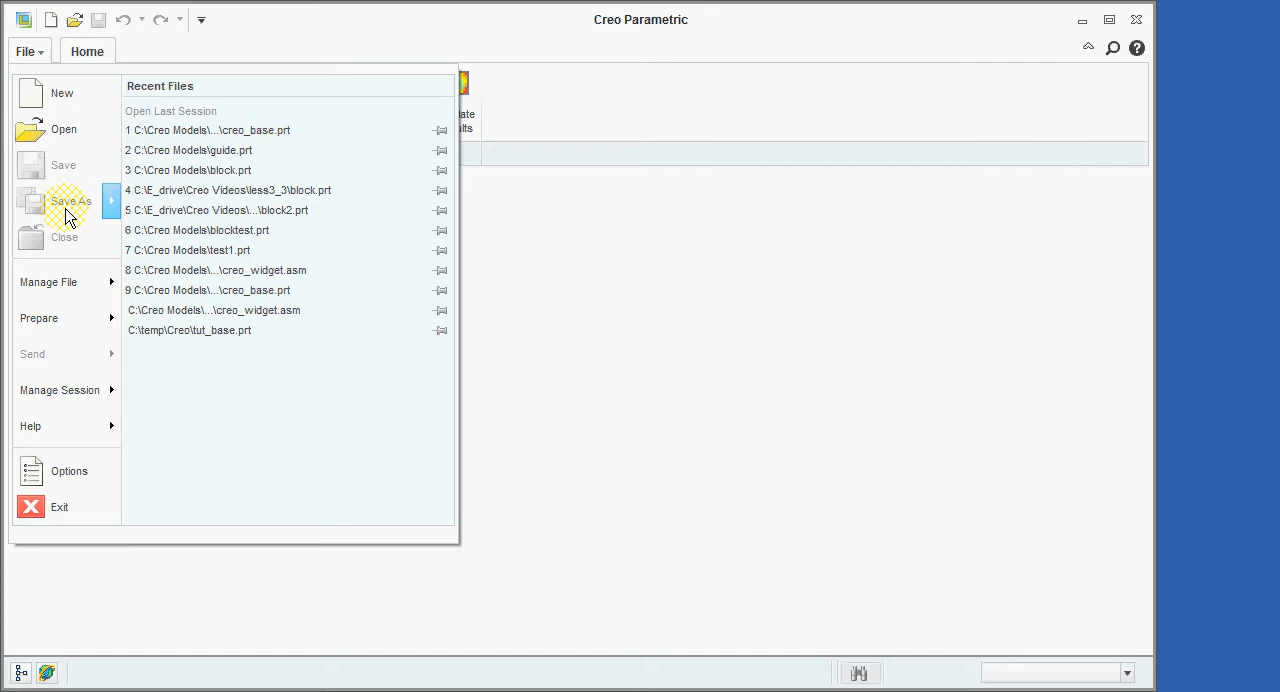 Creo Parametric
File
Home
New
Open
Save
Save As
Close
Manage File
Prepare
Send
Manage Session
Help
Options
Exit
Recent Files
Open Last Session
1 C:\Creo Models\...\creo_base.prt
2 C:\Creo Models\guide.prt
3 C:\Creo Models\block.prt
4 C:\E_drive\Creo Videos\less3_3\block.prt
5 C:\E_drive\Creo Videos\...\block2.prt
6 C:\Creo Models\blocktest.prt
7 C:\Creo Models\test1.prt
8 C:\Creo Models\...\creo_widget.asm
9 C:\Creo Models\...\creo_base.prt
C:\Creo Models\...\creo_widget.asm
C:\temp\Creo\tut_base.prt
late
ults